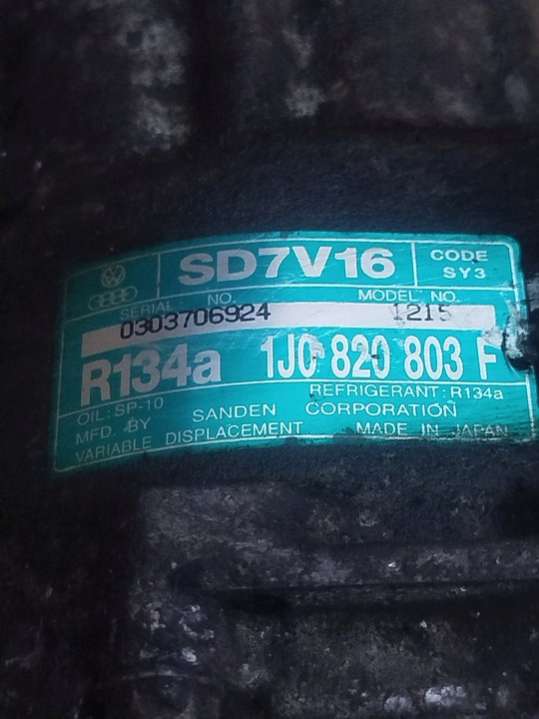 SD7V16
CODE
SY3
SERIAL NO.
MODEL NO.
0303706924
1215
R134a
1J0 820 803 F
REFRIGERANT: R134a
OIL: SP-10
MFD. BY SANDEN CORPORATION
VARIABLE DISPLACEMENT MADE IN JAPAN